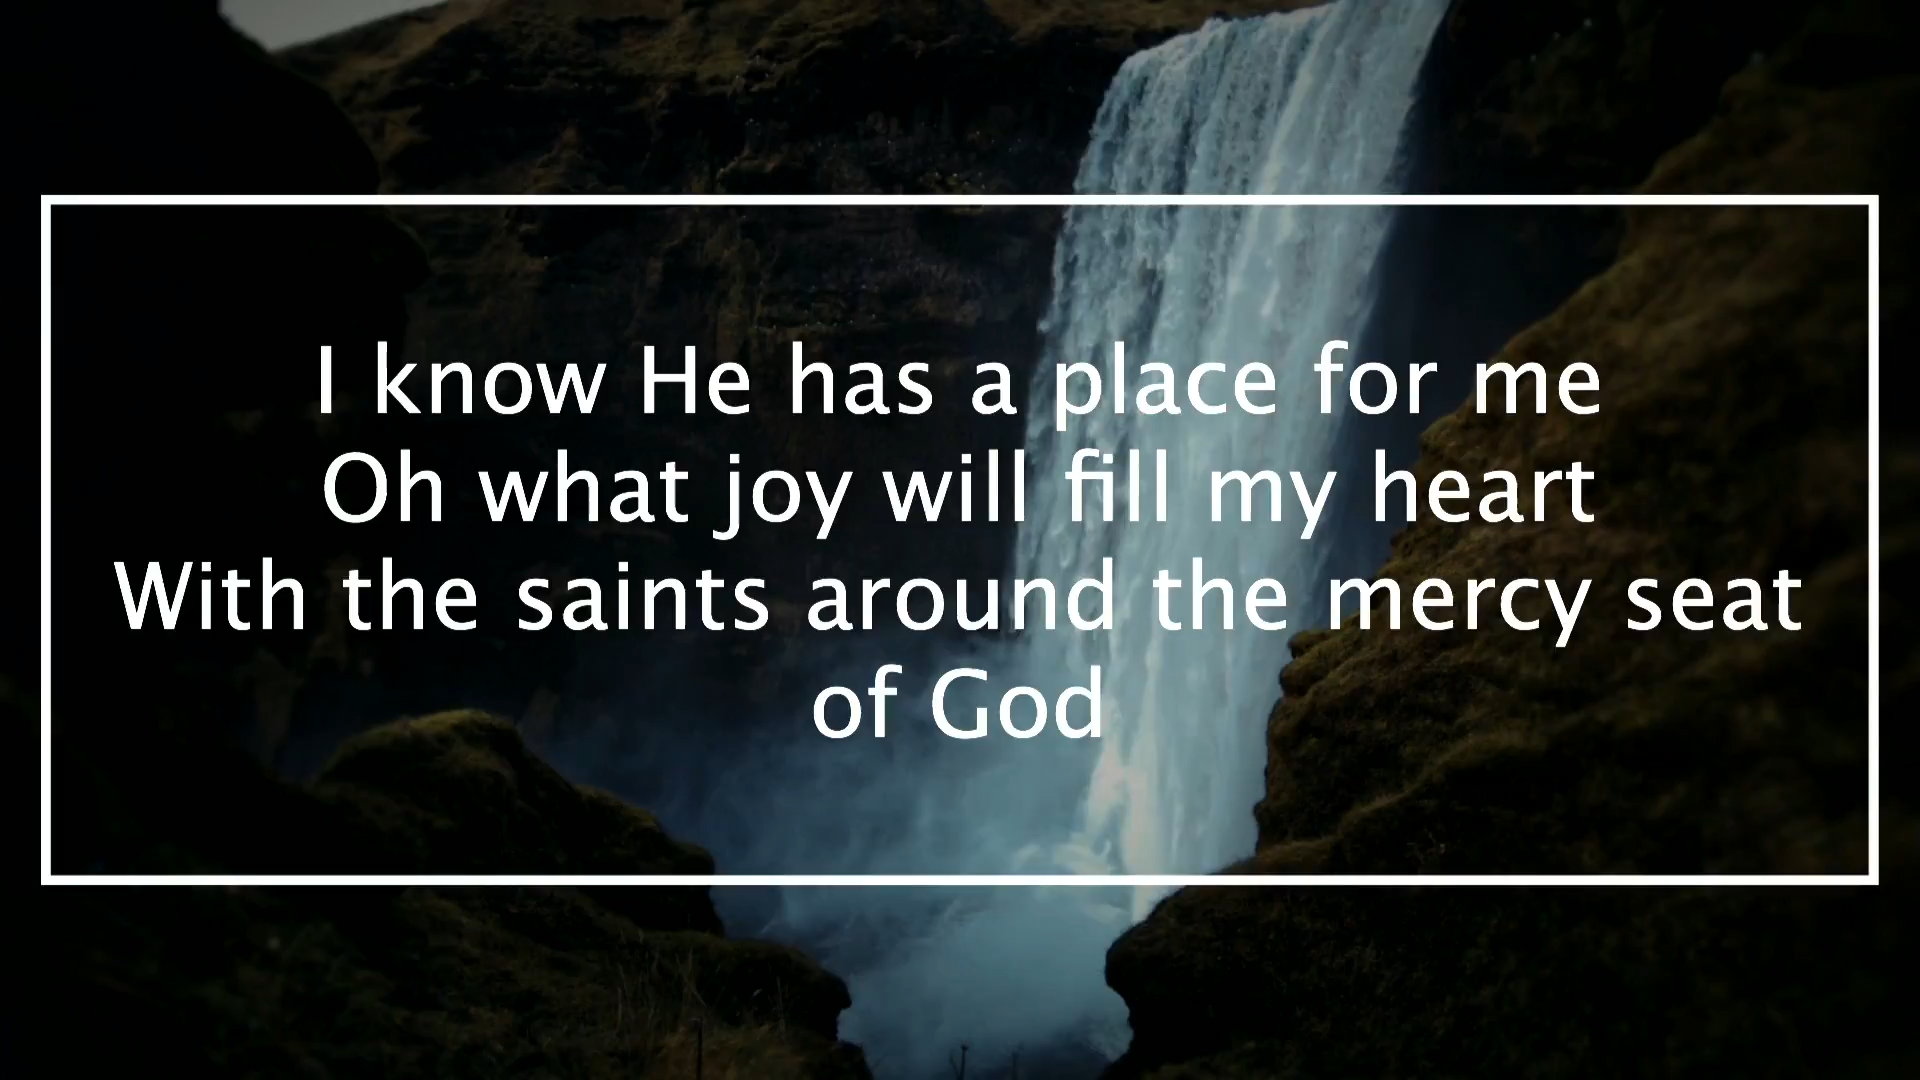 I know He has a place for me
Oh what joy will fill my heart
With the saints around the mercy seat
of God